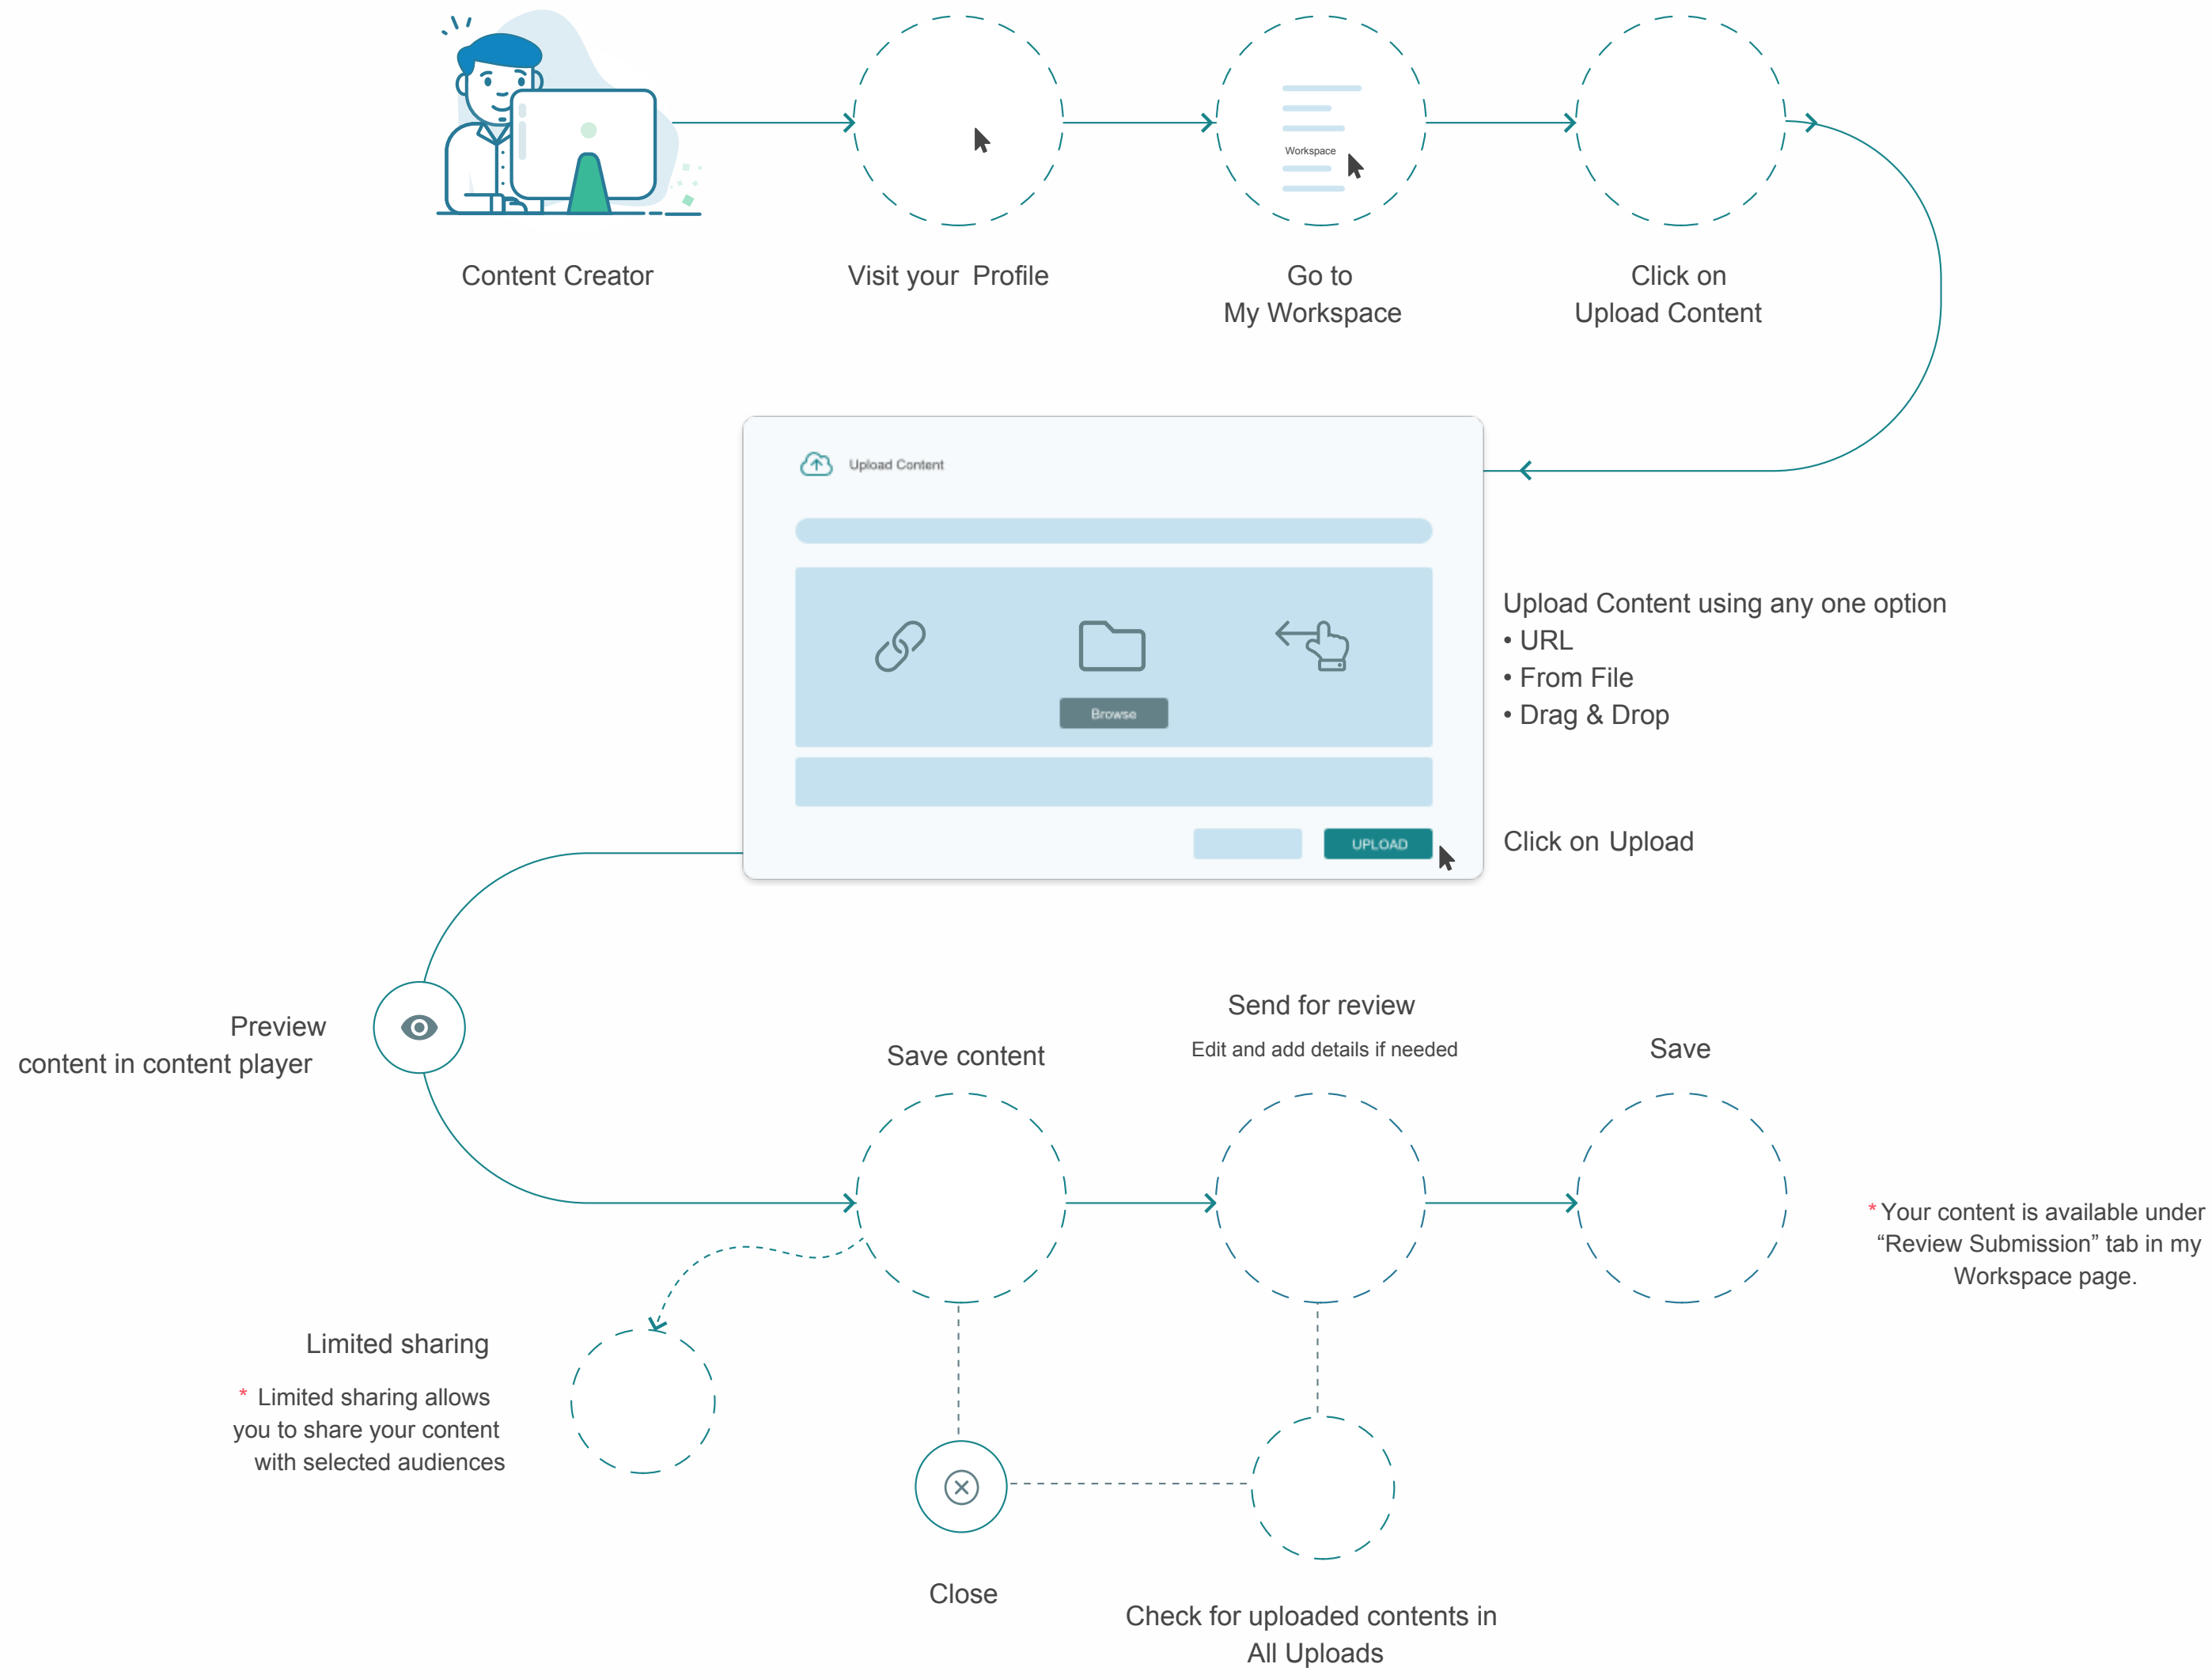 Workspace
Content Creator
Visit your Profile
Go to
My Workspace
Click on
Upload Content
Upload Content
Upload Content using any one option
• URL
• From File
• Drag & Drop
Browse
UPLOAD
Click on Upload
Preview
content in content player
Save content
Send for review
Edit and add details if needed
Save
* Your content is available under
“Review Submission” tab in my
Workspace page.
Limited sharing
* Limited sharing allows
you to share your content
with selected audiences
Close
Check for uploaded contents in
All Uploads